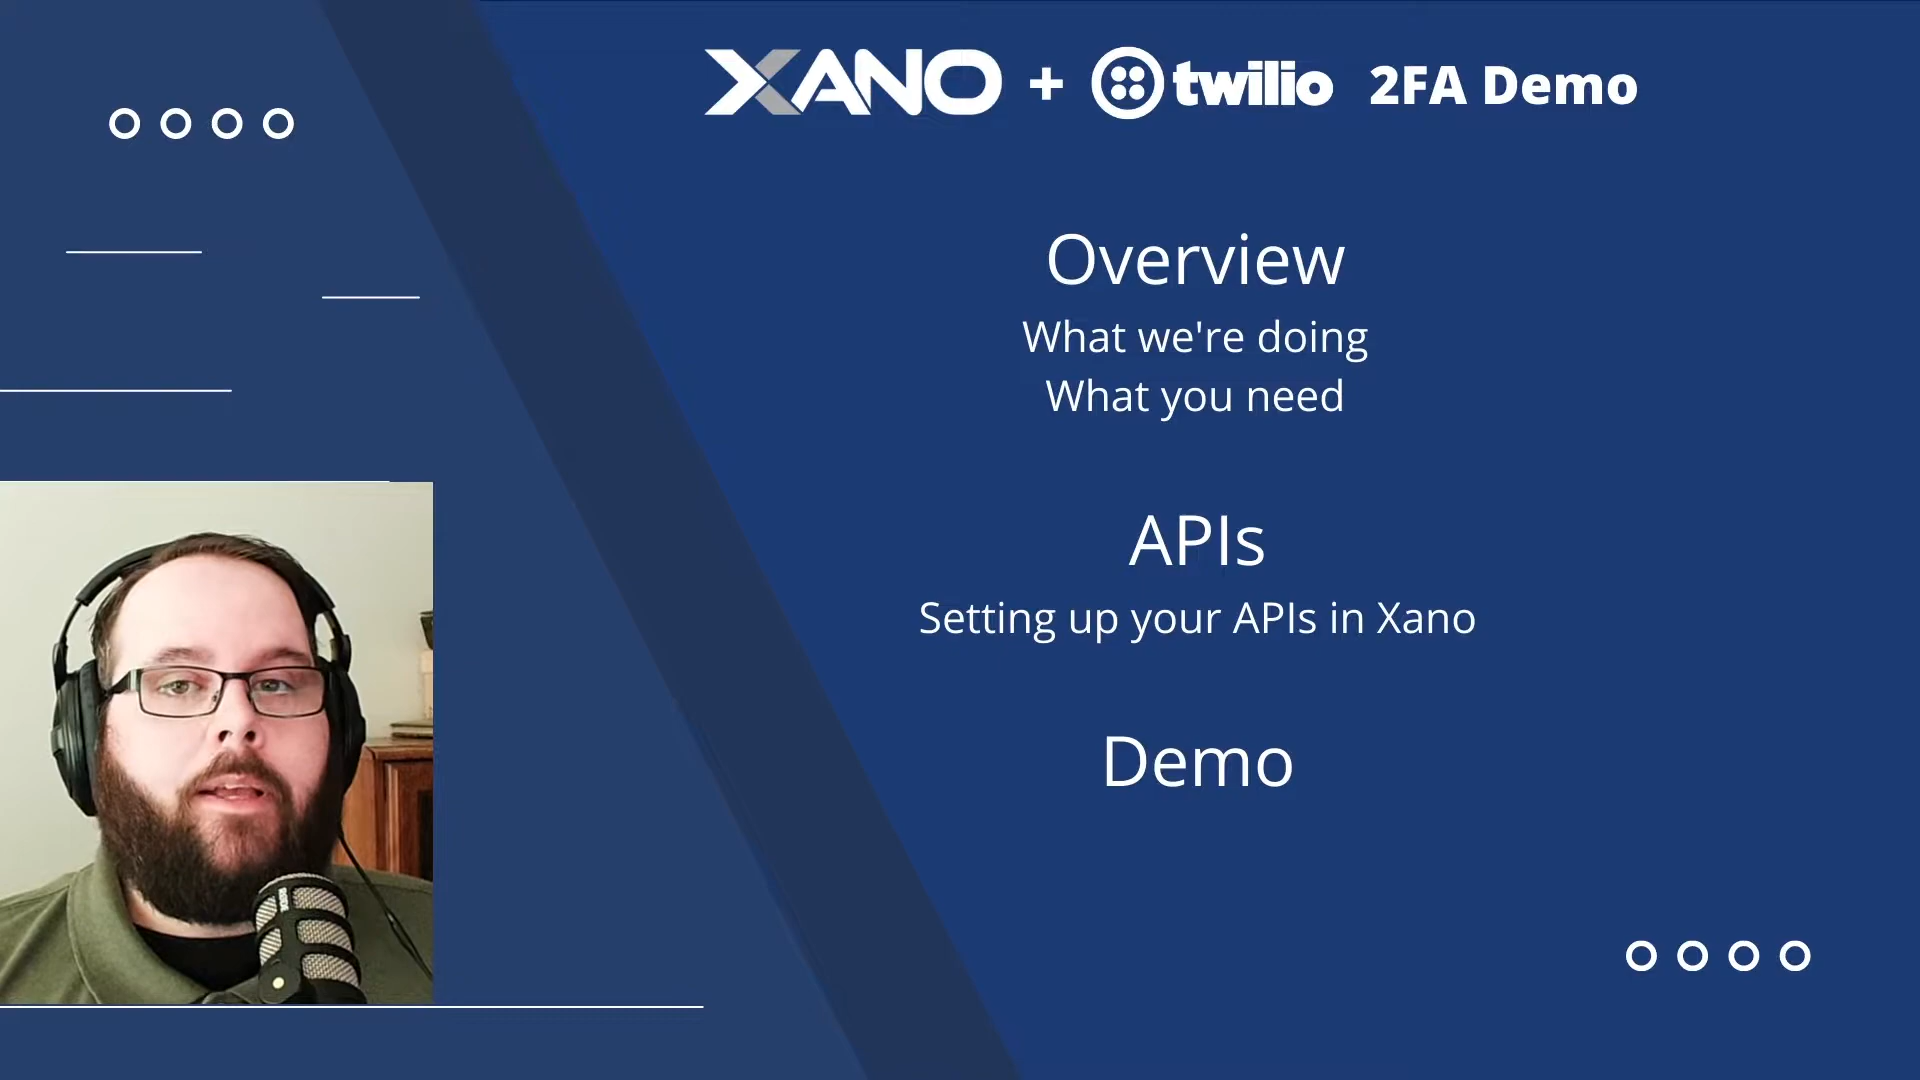 XANO + twilio 2FA Demo
Overview
What we're doing
What you need
APIs
Setting up your APIs in Xano
Demo